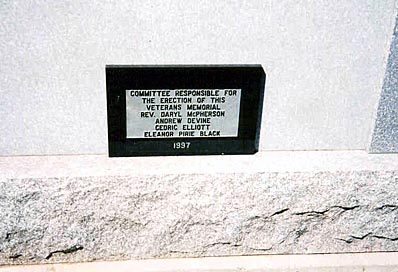 COMMITTEE RESPONSIBLE FOR
THE ERECTION OF THIS
VETERANS MEMORIAL
REV. DARYL McPHERSON
ANDREW DEVINE
CEDRIC ELLIOTT
ELEANOR PIRIE BLACK
1997